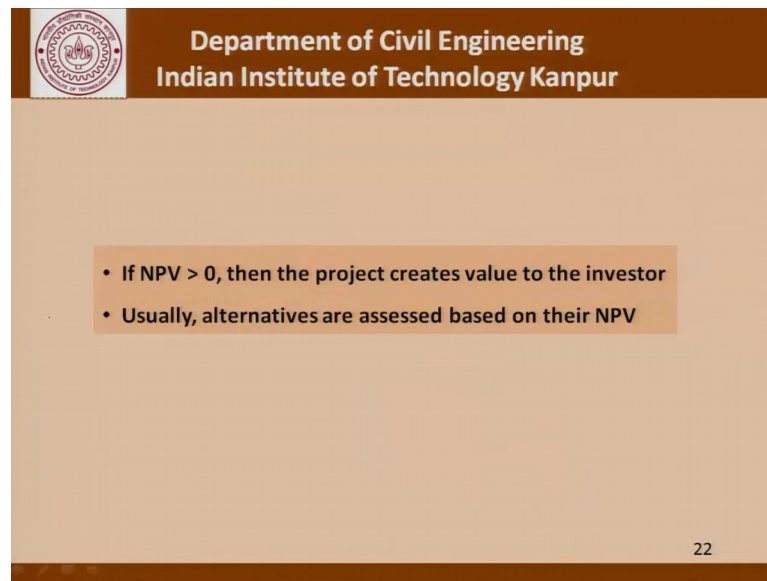 Department of Civil Engineering
Indian Institute of Technology Kanpur
• If NPV > 0, then the project creates value to the investor
• Usually, alternatives are assessed based on their NPV
22